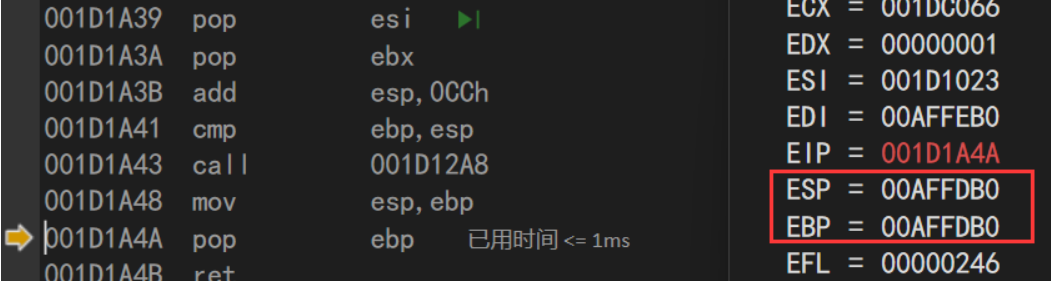 001D1A39 pop esi
001D1A3A pop ebx
001D1A3B add esp,0CCh
001D1A41 cmp ebp,esp
001D1A43 call 001D12A8
001D1A48 mov esp,ebp
001D1A4A pop ebp 已用时间 <= 1ms
001D1A4B ret
ECX = 001DC066
EDX = 00000001
ESI = 001D1023
EDI = 00AFFEB0
EIP = 001D1A4A
ESP = 00AFFDB0
EBP = 00AFFDB0
EFL = 00000246